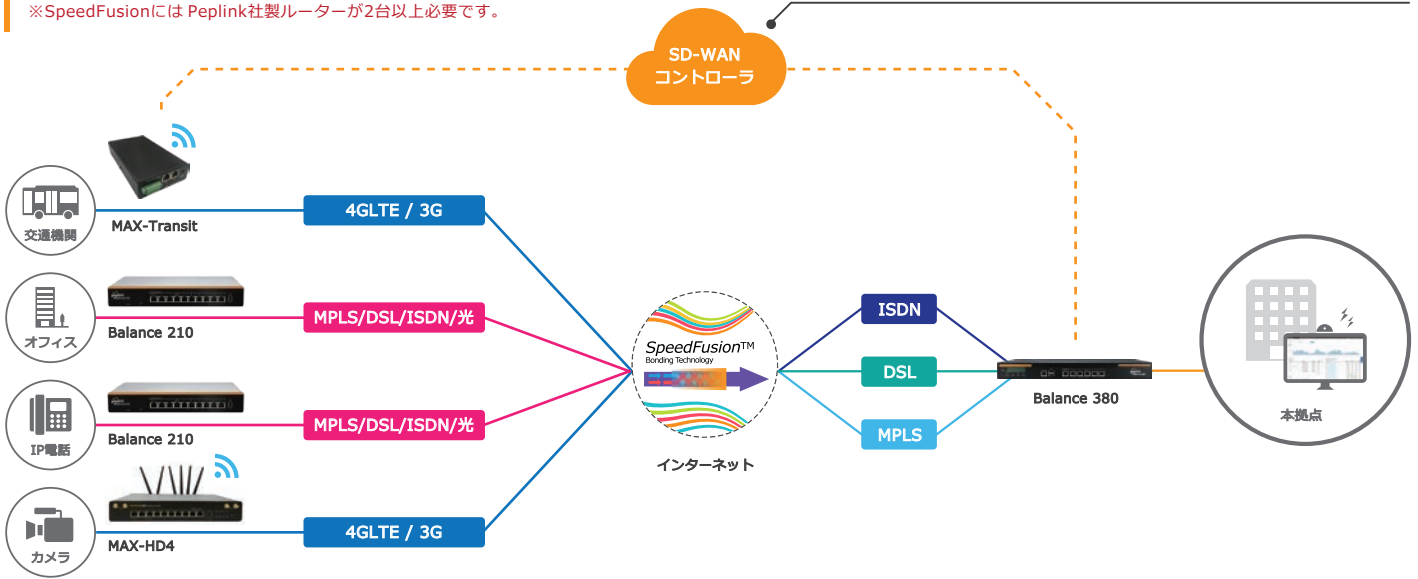 ※SpeedFusionには Peplink社製ルーターが2台以上必要です。
SD-WAN
コントローラ
交通機関
MAX-Transit
4GLTE / 3G
オフィス
Balance 210
MPLS/DSL/ISDN/光
IP電話
Balance 210
MPLS/DSL/ISDN/光
カメラ
MAX-HD4
4GLTE / 3G
SpeedFusion™
Bonding Technology
インターネット
ISDN
DSL
MPLS
Balance 380
本拠点